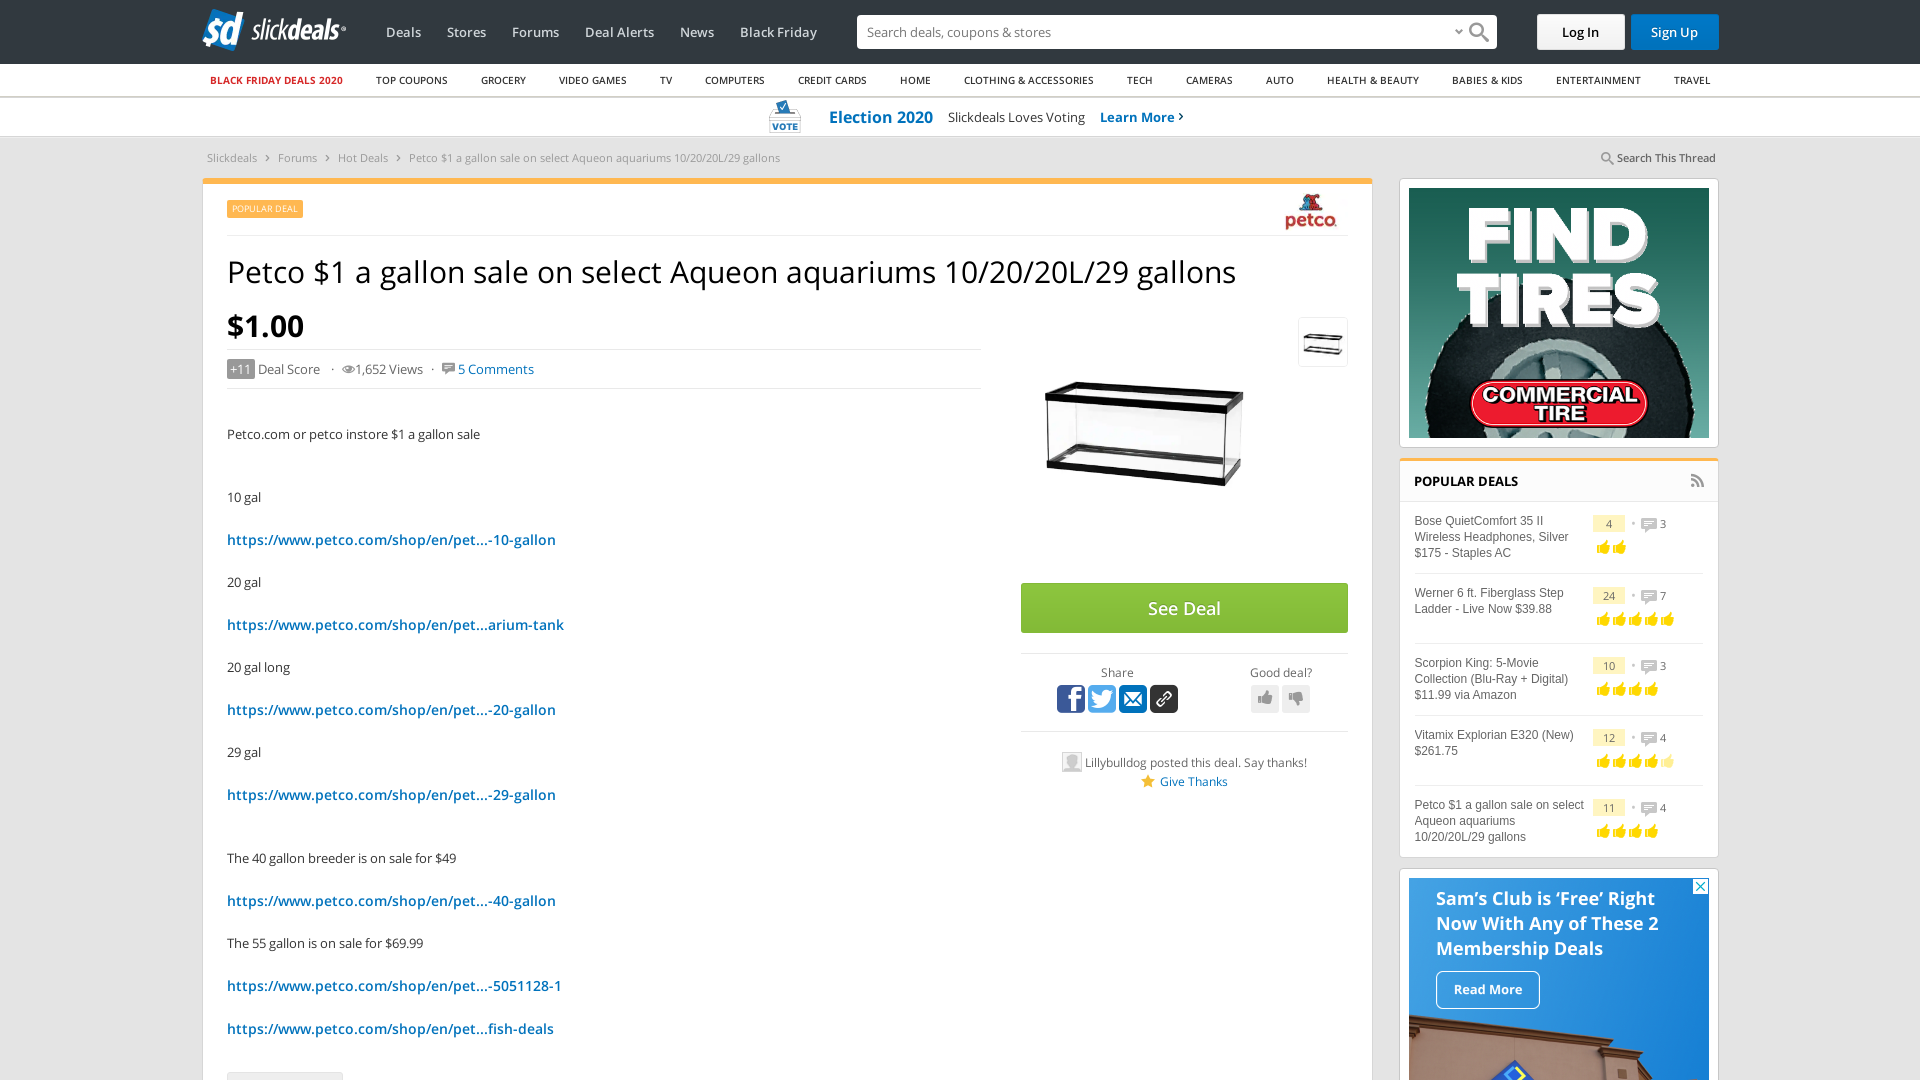 sd slickdeals
Deals
Stores
Forums
Deal Alerts
News
Black Friday
Search deals, coupons & stores
Log In
Sign Up
BLACK FRIDAY DEALS 2020
TOP COUPONS
GROCERY
VIDEO GAMES
TV
COMPUTERS
CREDIT CARDS
HOME
CLOTHING & ACCESSORIES
TECH
CAMERAS
AUTO
HEALTH & BEAUTY
BABIES & KIDS
ENTERTAINMENT
TRAVEL
VOTE
Election 2020 Slickdeals Loves Voting Learn More
Slickdeals > Forums > Hot Deals > Petco $1 a gallon sale on select Aqueon aquariums 10/20/20L/29 gallons
Search This Thread
POPULAR DEAL
petco
Petco $1 a gallon sale on select Aqueon aquariums 10/20/20L/29 gallons
$1.00
+11 Deal Score · 1,652 Views · 5 Comments
Petco.com or petco instore $1 a gallon sale
10 gal
https://www.petco.com/shop/en/pet...-10-gallon
20 gal
https://www.petco.com/shop/en/pet...arium-tank
20 gal long
https://www.petco.com/shop/en/pet...-20-gallon
29 gal
https://www.petco.com/shop/en/pet...-29-gallon
The 40 gallon breeder is on sale for $49
https://www.petco.com/shop/en/pet...-40-gallon
The 55 gallon is on sale for $69.99
https://www.petco.com/shop/en/pet...-5051128-1
https://www.petco.com/shop/en/pet...fish-deals
See Deal
Share
Good deal?
Lillybulldog posted this deal. Say thanks!
Give Thanks
FIND
TIRES
COMMERCIAL
TIRE
POPULAR DEALS
Bose QuietComfort 35 II
Wireless Headphones, Silver
$175 - Staples AC
4 • 3
Werner 6 ft. Fiberglass Step
Ladder - Live Now $39.88
24 • 7
Scorpion King: 5-Movie
Collection (Blu-Ray + Digital)
$11.99 via Amazon
10 • 3
Vitamix Explorian E320 (New)
$261.75
12 • 4
Petco $1 a gallon sale on select
Aqueon aquariums
10/20/20L/29 gallons
11 • 4
Sam's Club is 'Free' Right
Now With Any of These 2
Membership Deals
Read More